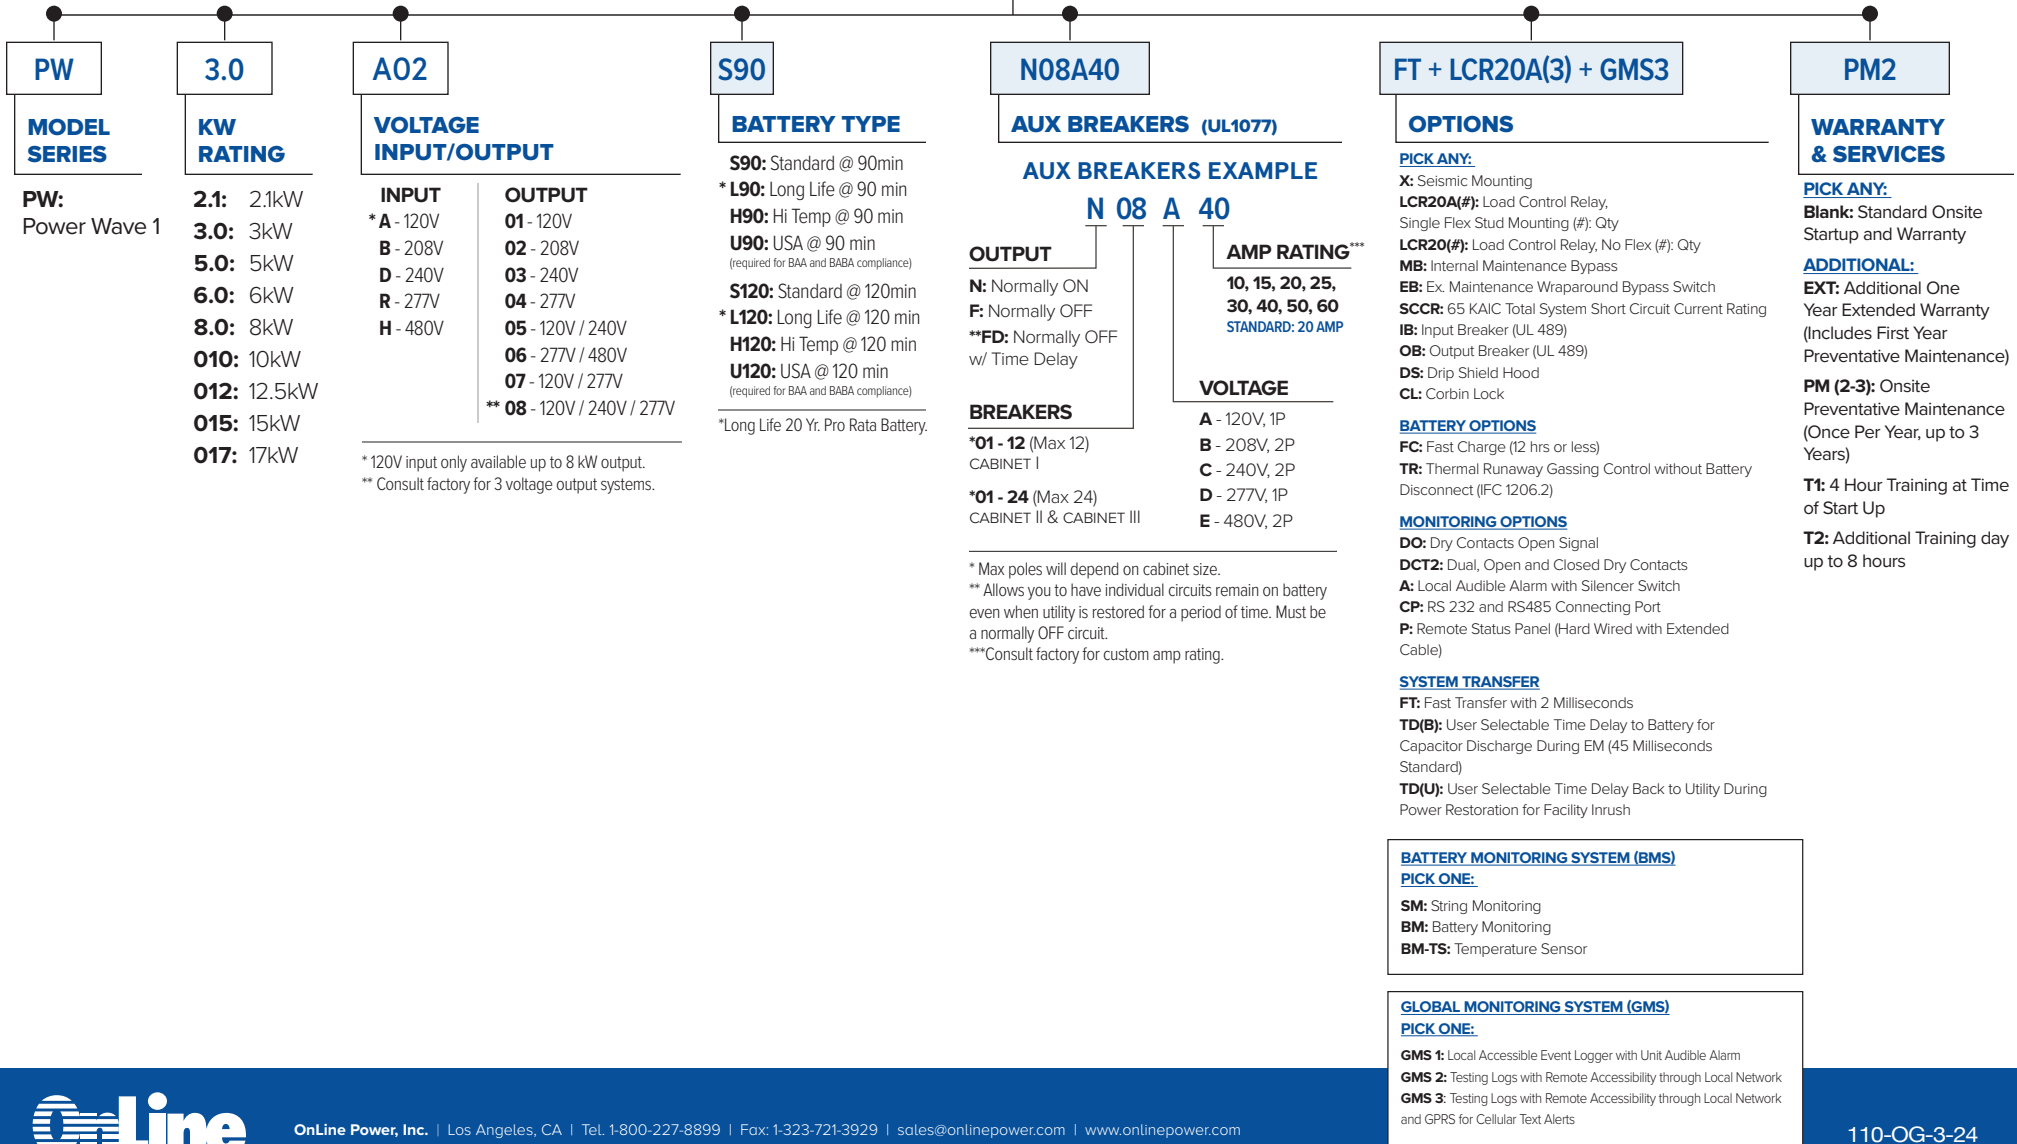 PW
3.0
A02
S90
N08A40
FT + LCR20A(3) + GMS3
PM2
MODEL
SERIES
PW:
Power Wave 1
KW
RATING
2.1: 2.1kW
3.0: 3kW
5.0: 5kW
6.0: 6kW
8.0: 8kW
010: 10kW
012: 12.5kW
015: 15kW
017: 17kW
VOLTAGE
INPUT/OUTPUT
INPUT
* A - 120V
B - 208V
D - 240V
R - 277V
H - 480V
OUTPUT
01 - 120V
02 - 208V
03 - 240V
04 - 277V
05 - 120V / 240V
06 - 277V / 480V
07 - 120V / 277V
** 08 - 120V / 240V / 277V
* 120V input only available up to 8 kW output.
** Consult factory for 3 voltage output systems.
BATTERY TYPE
S90: Standard @ 90min
* L90: Long Life @ 90 min
H90: Hi Temp @ 90 min
U90: USA @ 90 min
(required for BAA and BABA compliance)
S120: Standard @ 120min
* L120: Long Life @ 120 min
H120: Hi Temp @ 120 min
U120: USA @ 120 min
(required for BAA and BABA compliance)
*Long Life 20 Yr. Pro Rata Battery.
AUX BREAKERS (UL1077)
AUX BREAKERS EXAMPLE
N 08 A 40
OUTPUT
N: Normally ON
F: Normally OFF
**FD: Normally OFF
w/ Time Delay
BREAKERS
*01 - 12 (Max 12)
CABINET I
*01 - 24 (Max 24)
CABINET II & CABINET III
AMP RATING***
10, 15, 20, 25,
30, 40, 50, 60
STANDARD: 20 AMP
VOLTAGE
A - 120V, 1P
B - 208V, 2P
C - 240V, 2P
D - 277V, 1P
E - 480V, 2P
* Max poles will depend on cabinet size.
** Allows you to have individual circuits remain on battery
even when utility is restored for a period of time. Must be
a normally OFF circuit.
***Consult factory for custom amp rating.
OPTIONS
PICK ANY:
X: Seismic Mounting
LCR20A(#): Load Control Relay,
Single Flex Stud Mounting (#): Qty
LCR20(#): Load Control Relay, No Flex (#): Qty
MB: Internal Maintenance Bypass
EB: Ex. Maintenance Wraparound Bypass Switch
SCCR: 65 KAIC Total System Short Circuit Current Rating
IB: Input Breaker (UL 489)
OB: Output Breaker (UL 489)
DS: Drip Shield Hood
CL: Corbin Lock
BATTERY OPTIONS
FC: Fast Charge (12 hrs or less)
TR: Thermal Runaway Gassing Control without Battery
Disconnect (IFC 1206.2)
MONITORING OPTIONS
DO: Dry Contacts Open Signal
DCT2: Dual, Open and Closed Dry Contacts
A: Local Audible Alarm with Silencer Switch
CP: RS 232 and RS485 Connecting Port
P: Remote Status Panel (Hard Wired with Extended
Cable)
SYSTEM TRANSFER
FT: Fast Transfer with 2 Milliseconds
TD(B): User Selectable Time Delay to Battery for
Capacitor Discharge During EM (45 Milliseconds
Standard)
TD(U): User Selectable Time Delay Back to Utility During
Power Restoration for Facility Inrush
BATTERY MONITORING SYSTEM (BMS)
PICK ONE:
SM: String Monitoring
BM: Battery Monitoring
BM-TS: Temperature Sensor
GLOBAL MONITORING SYSTEM (GMS)
PICK ONE:
GMS 1: Local Accessible Event Logger with Unit Audible Alarm
GMS 2: Testing Logs with Remote Accessibility through Local Network
GMS 3: Testing Logs with Remote Accessibility through Local Network
and GPRS for Cellular Text Alerts
WARRANTY
& SERVICES
PICK ANY:
Blank: Standard Onsite
Startup and Warranty
ADDITIONAL:
EXT: Additional One
Year Extended Warranty
(Includes First Year
Preventative Maintenance)
PM (2-3): Onsite
Preventative Maintenance
(Once Per Year, up to 3
Years)
T1: 4 Hour Training at Time
of Start Up
T2: Additional Training day
up to 8 hours
OnLine
OnLine Power, Inc. | Los Angeles, CA | Tel. 1-800-227-8899 | Fax: 1-323-721-3929 | sales@onlinepower.com | www.onlinepower.com
110-OG-3-24